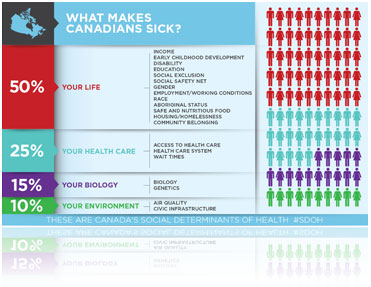 WHAT MAKES
CANADIANS SICK?
50%
YOUR LIFE
INCOME
EARLY CHILDHOOD DEVELOPMENT
DISABILITY
EDUCATION
SOCIAL EXCLUSION
SOCIAL SAFETY NET
GENDER
EMPLOYMENT/WORKING CONDITIONS
RACE
ABORIGINAL STATUS
SAFE AND NUTRITIOUS FOOD
HOUSING/HOMELESSNESS
COMMUNITY BELONGING
25%
YOUR HEALTH CARE
ACCESS TO HEALTH CARE
HEALTH CARE SYSTEM
WAIT TIMES
15%
YOUR BIOLOGY
BIOLOGY
GENETICS
10%
YOUR ENVIRONMENT
AIR QUALITY
CIVIC INFRASTRUCTURE
THESE ARE CANADA'S SOCIAL DETERMINANTS OF HEALTH #SDOH